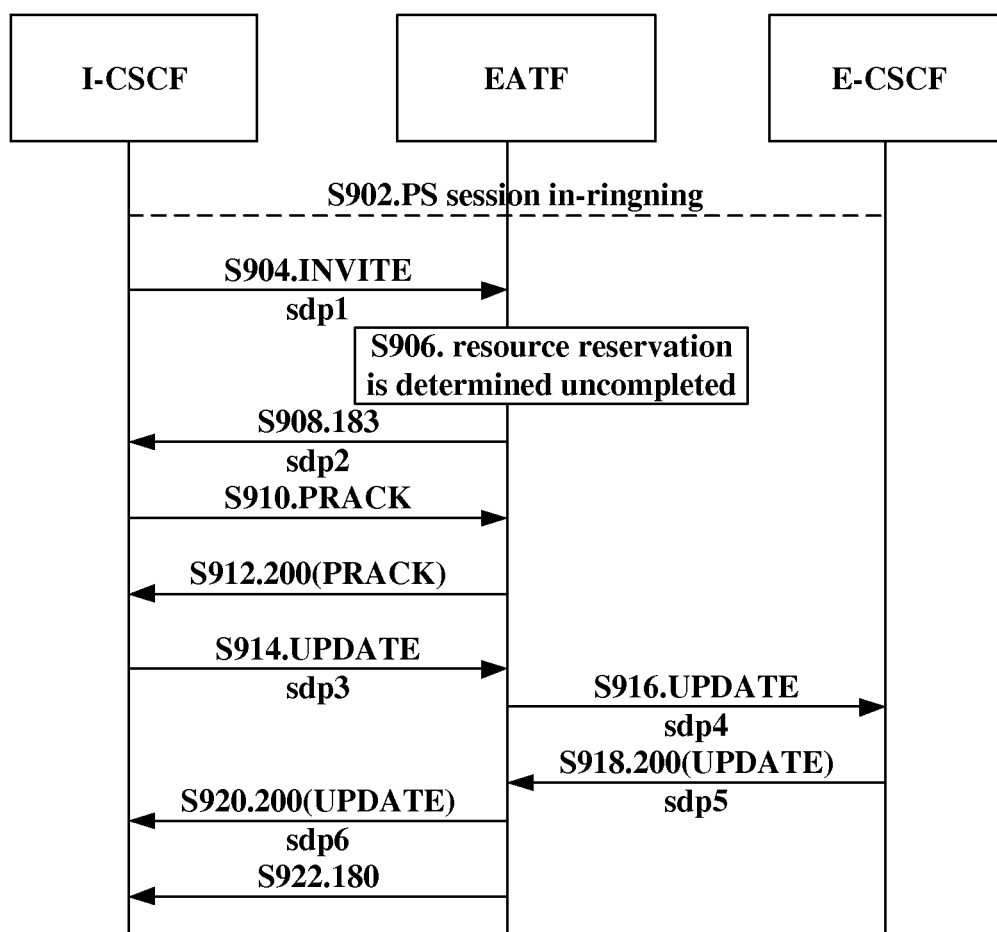 I-CSCF
EATF
E-CSCF
S902.PS session in-ringning
S904.INVITE
sdp1
S906. resource reservation
is determined uncompleted
S908.183
sdp2
S910.PRACK
S912.200(PRACK)
S914.UPDATE
sdp3
S916.UPDATE
sdp4
S918.200(UPDATE)
sdp5
S920.200(UPDATE)
sdp6
S922.180